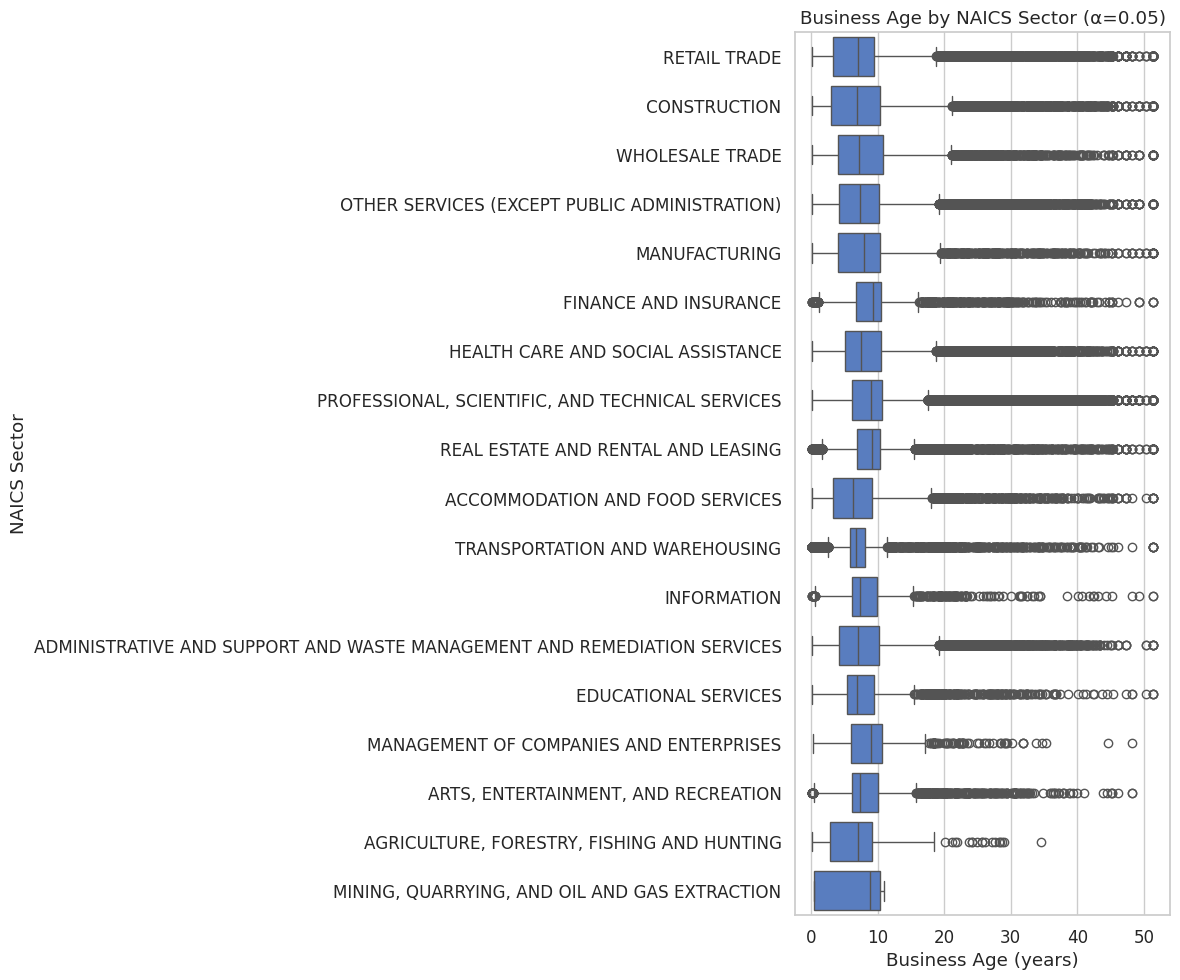 Business Age by NAICS Sector (α=0.05)
NAICS Sector
RETAIL TRADE
CONSTRUCTION
WHOLESALE TRADE
OTHER SERVICES (EXCEPT PUBLIC ADMINISTRATION)
MANUFACTURING
FINANCE AND INSURANCE
HEALTH CARE AND SOCIAL ASSISTANCE
PROFESSIONAL, SCIENTIFIC, AND TECHNICAL SERVICES
REAL ESTATE AND RENTAL AND LEASING
ACCOMMODATION AND FOOD SERVICES
TRANSPORTATION AND WAREHOUSING
INFORMATION
ADMINISTRATIVE AND SUPPORT AND WASTE MANAGEMENT AND REMEDIATION SERVICES
EDUCATIONAL SERVICES
MANAGEMENT OF COMPANIES AND ENTERPRISES
ARTS, ENTERTAINMENT, AND RECREATION
AGRICULTURE, FORESTRY, FISHING AND HUNTING
MINING, QUARRYING, AND OIL AND GAS EXTRACTION
0 10 20 30 40 50
Business Age (years)